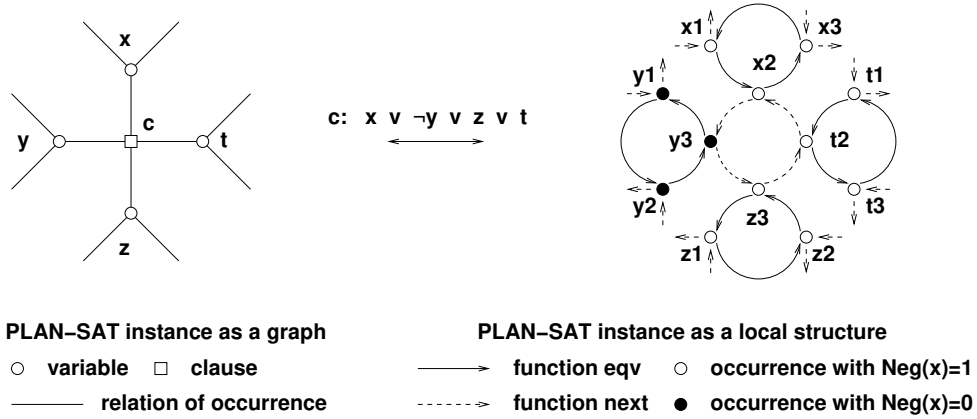 x
y
c
t
z
c: x v ¬y v z v t
x1
x3
x2
y1
t1
y3
t2
y2
t3
z3
z1
z2
PLAN−SAT instance as a graph
variable
clause
relation of occurrence
PLAN−SAT instance as a local structure
function eqv
occurrence with Neg(x)=1
function next
occurrence with Neg(x)=0